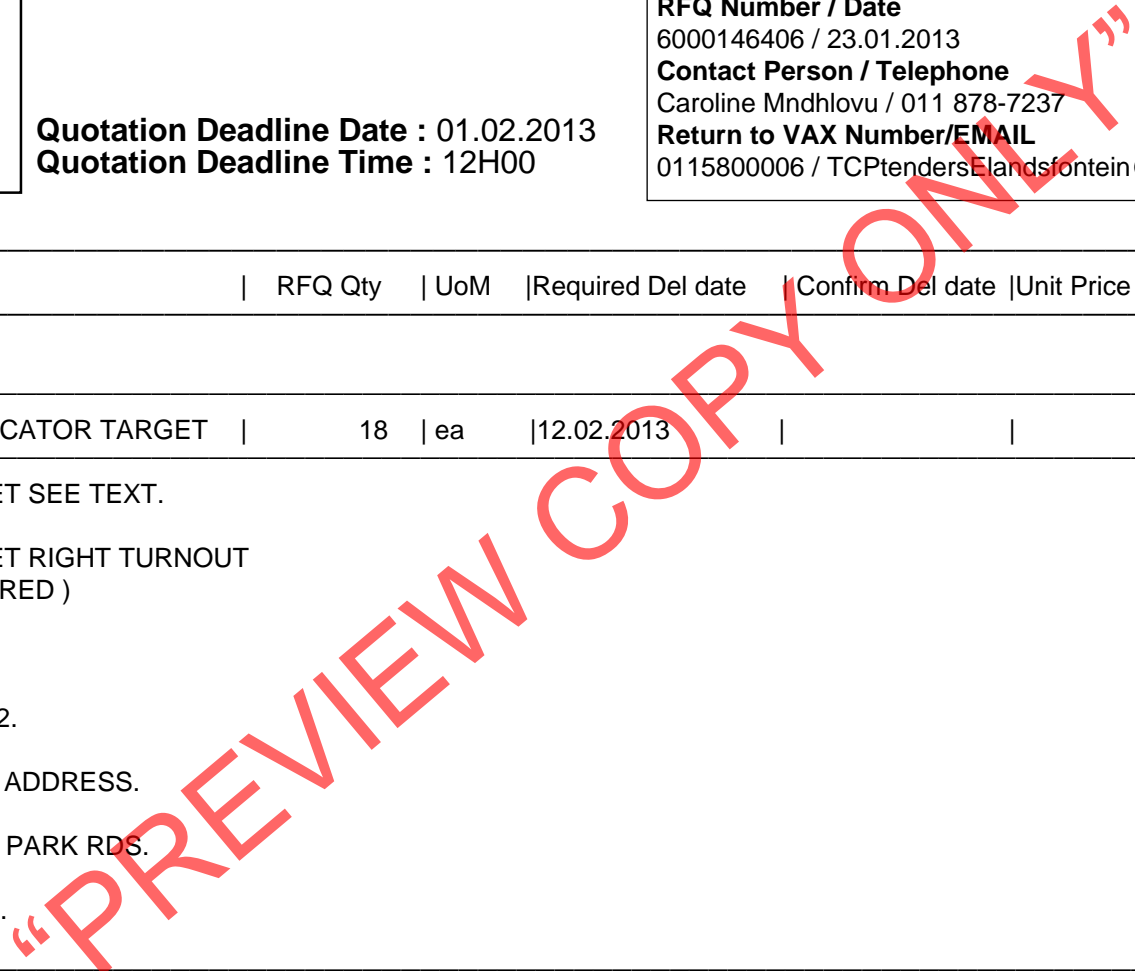 RFQ Number / Date
6000146406 / 23.01.2013
Contact Person / Telephone
Caroline Mndhlovu / 011 878-7237
Return to VAX Number/EMAIL
0115800006 / TCPtendersElandsfontein
Quotation Deadline Date : 01.02.2013
Quotation Deadline Time : 12H00
| RFQ Qty | UoM |Required Del date | Confirm Del date |Unit Price
CATOR TARGET | 18 | ea |12.02.2013 | |
ET SEE TEXT.
ET RIGHT TURNOUT
RED )
2.
ADDRESS.
PARK RDS.
.
“PREVIEW COPY ONLY”